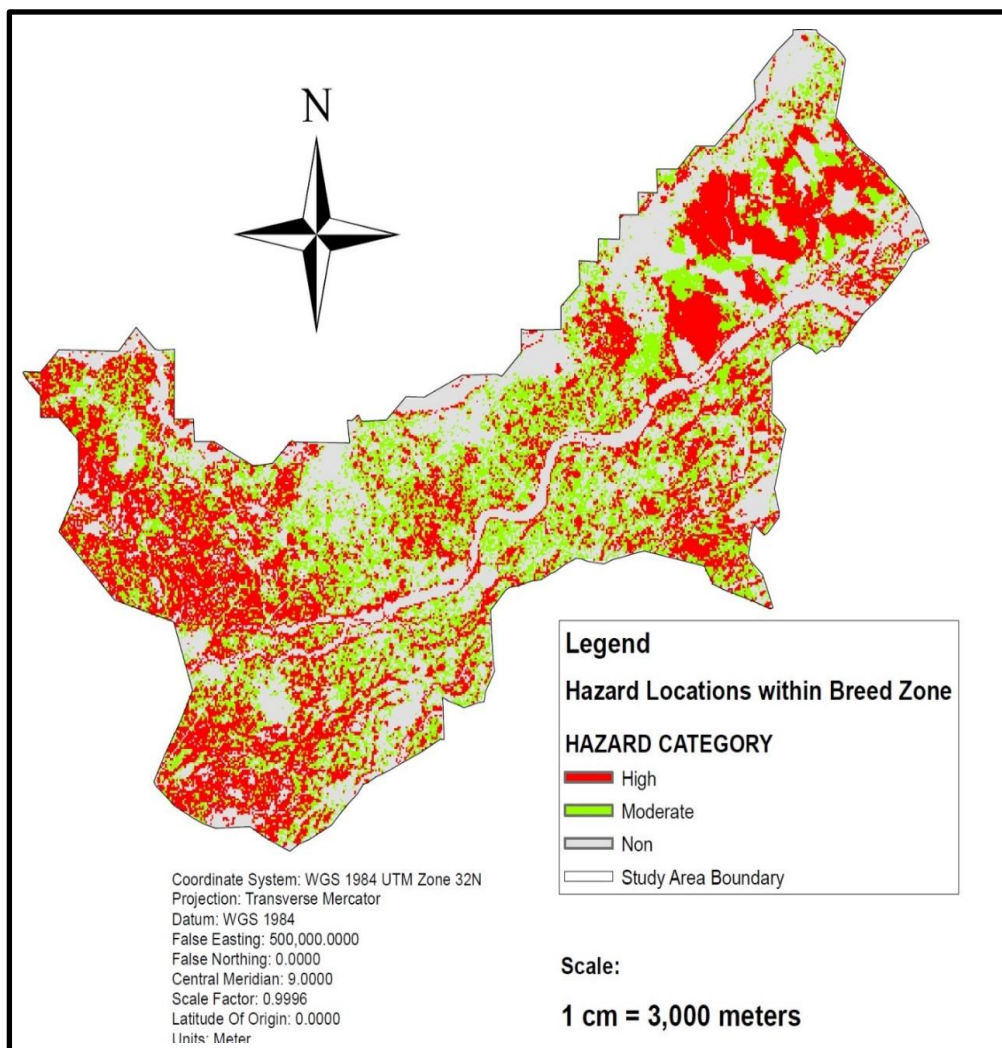 N
Legend
Hazard Locations within Breed Zone
HAZARD CATEGORY
High
Moderate
Non
Study Area Boundary
Coordinate System: WGS 1984 UTM Zone 32N
Projection: Transverse Mercator
Datum: WGS 1984
False Easting: 500,000.0000
False Northing: 0.0000
Central Meridian: 9.0000
Scale Factor: 0.9996
Latitude Of Origin: 0.0000
Units: Meter
Scale:
1 cm = 3,000 meters